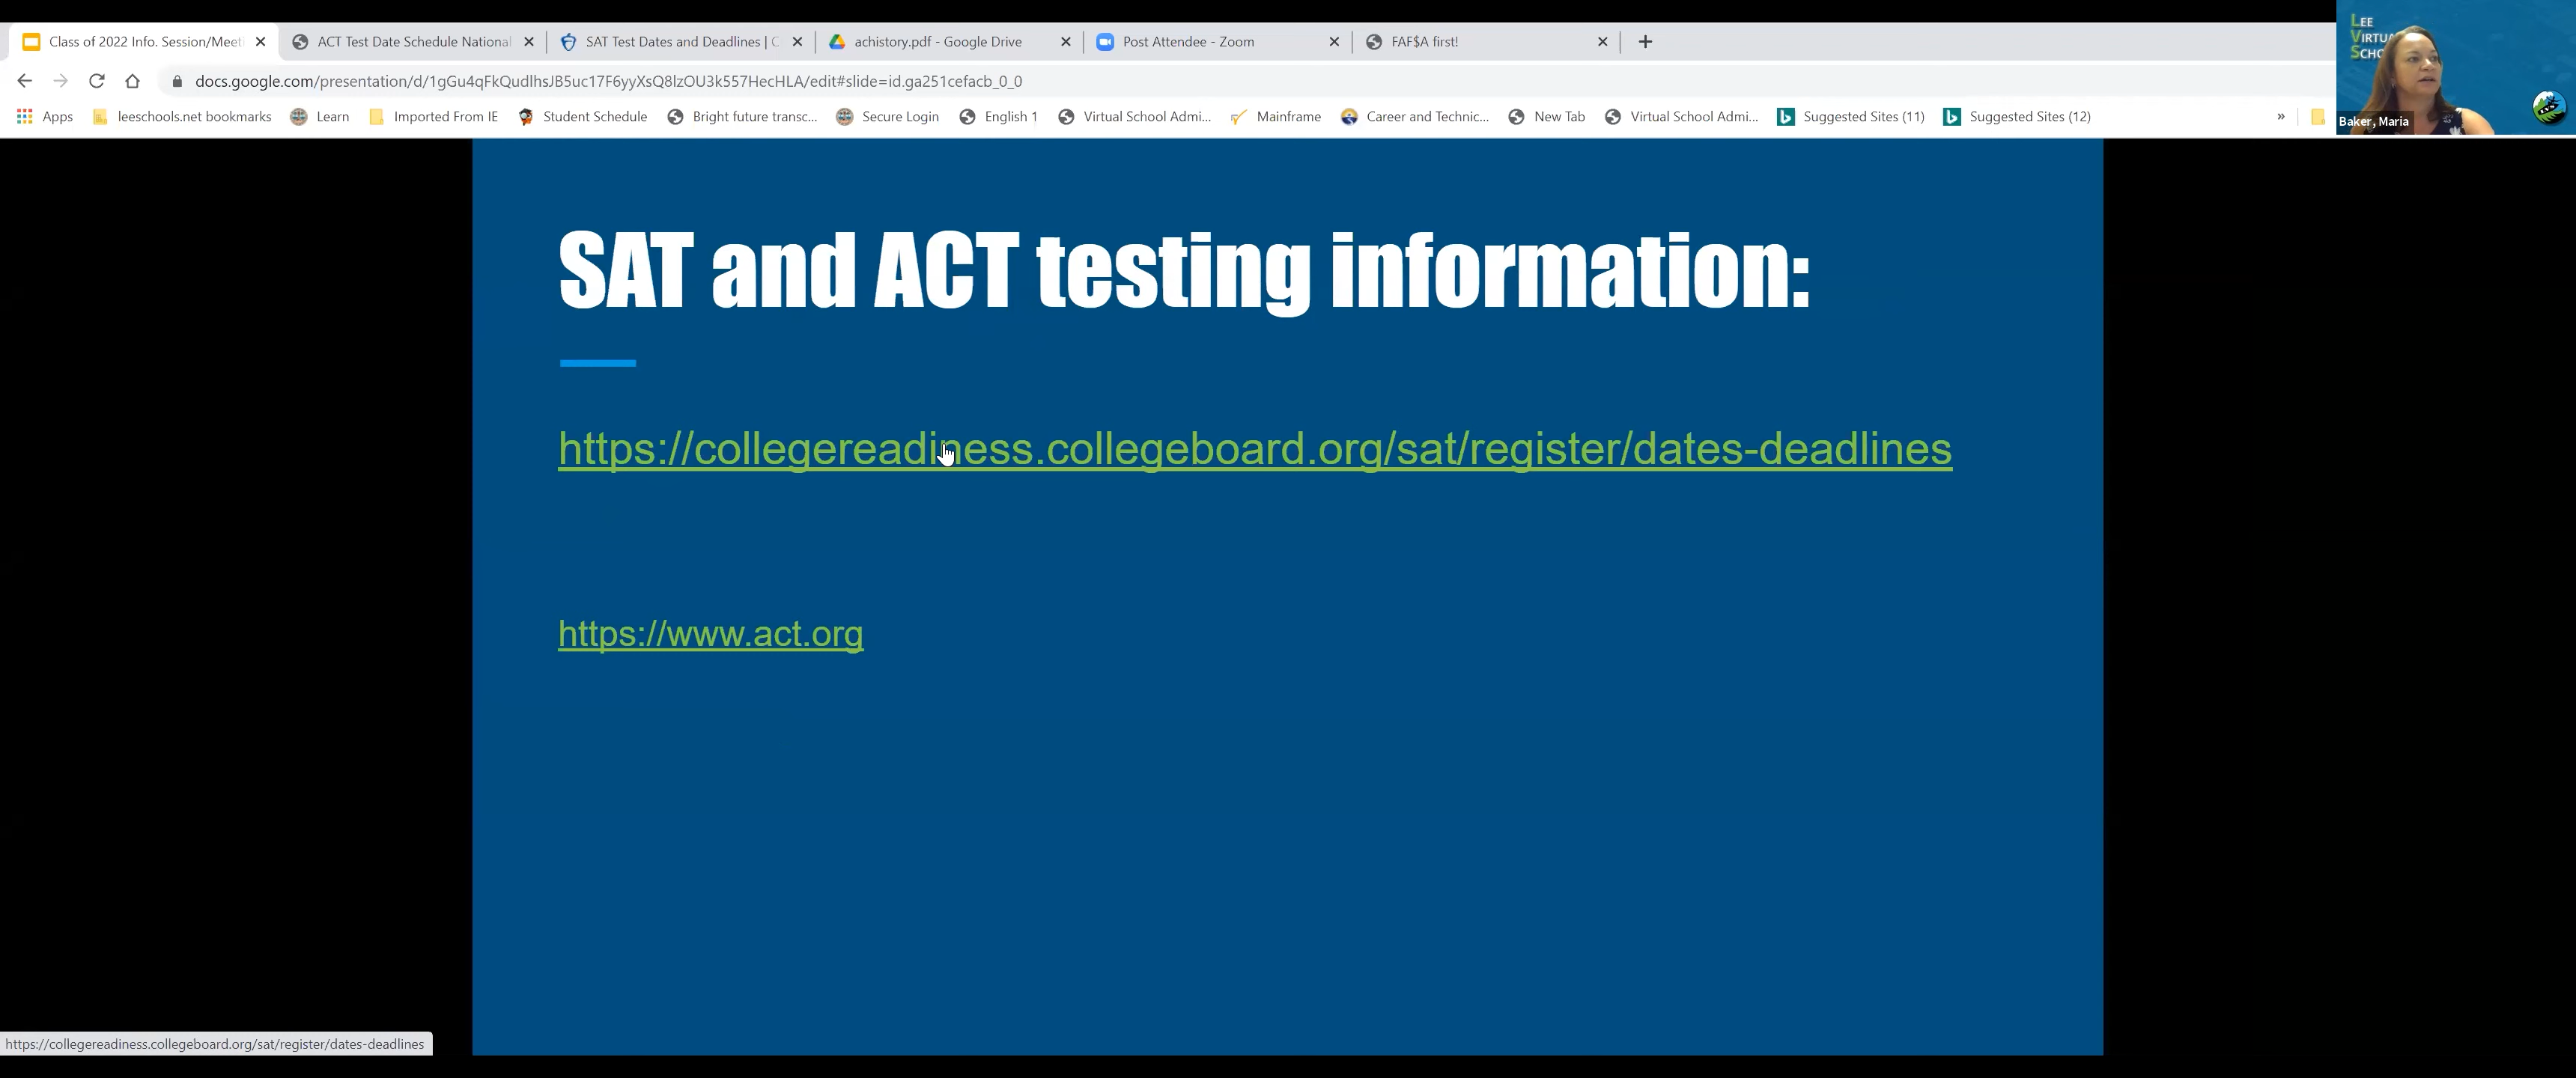 Class of 2022 Info. Session/Meeti
ACT Test Date Schedule National
SAT Test Dates and Deadlines | C
achistory.pdf - Google Drive
Post Attendee - Zoom
FAF$A first!
docs.google.com/presentation/d/1gGu4qFkQudlhsJB5uc17F6yyXsQ8lzOU3k557HecHLA/edit#slide=id.ga251cefacb_0_0
Apps
leeschools.net bookmarks
Learn
Imported From IE
Student Schedule
Bright future transc...
Secure Login
English 1
Virtual School Admi...
Mainframe
Career and Technic...
New Tab
Virtual School Admi...
Suggested Sites (11)
Suggested Sites (12)
»
LEE
VIRTUA
SCHO
Baker, Maria
SAT and ACT testing information:
https://collegereadiness.collegeboard.org/sat/register/dates-deadlines
https://www.act.org
https://collegereadiness.collegeboard.org/sat/register/dates-deadlines